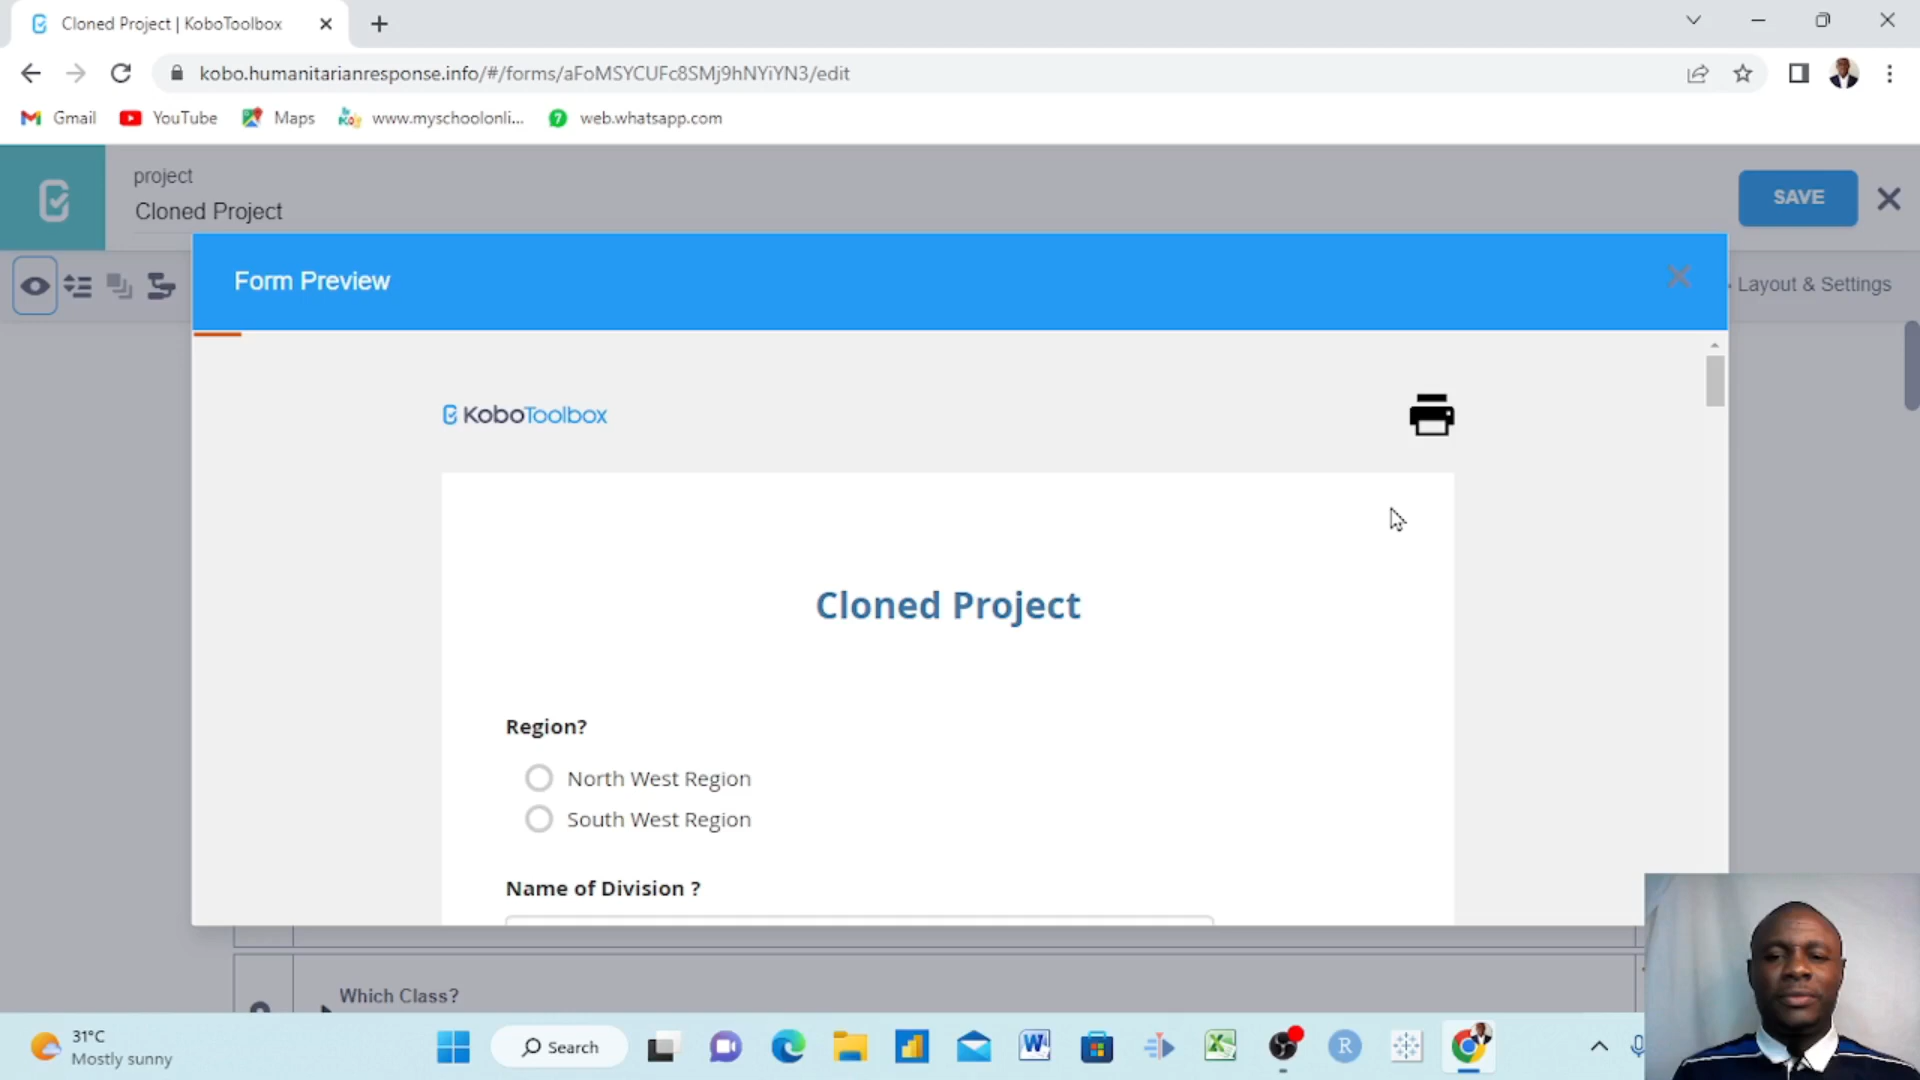 Cloned Project | KoboToolbox
kobo.humanitarianresponse.info/#/forms/aFoMSYCUFc8SMj9hNYiYN3/edit
Gmail
YouTube
Maps
www.myschoolonli...
web.whatsapp.com
project
Cloned Project
SAVE
Form Preview
Layout & Settings
KoboToolbox
Cloned Project
Region?
North West Region
South West Region
Name of Division ?
Which Class?
31°C
Mostly sunny
Search